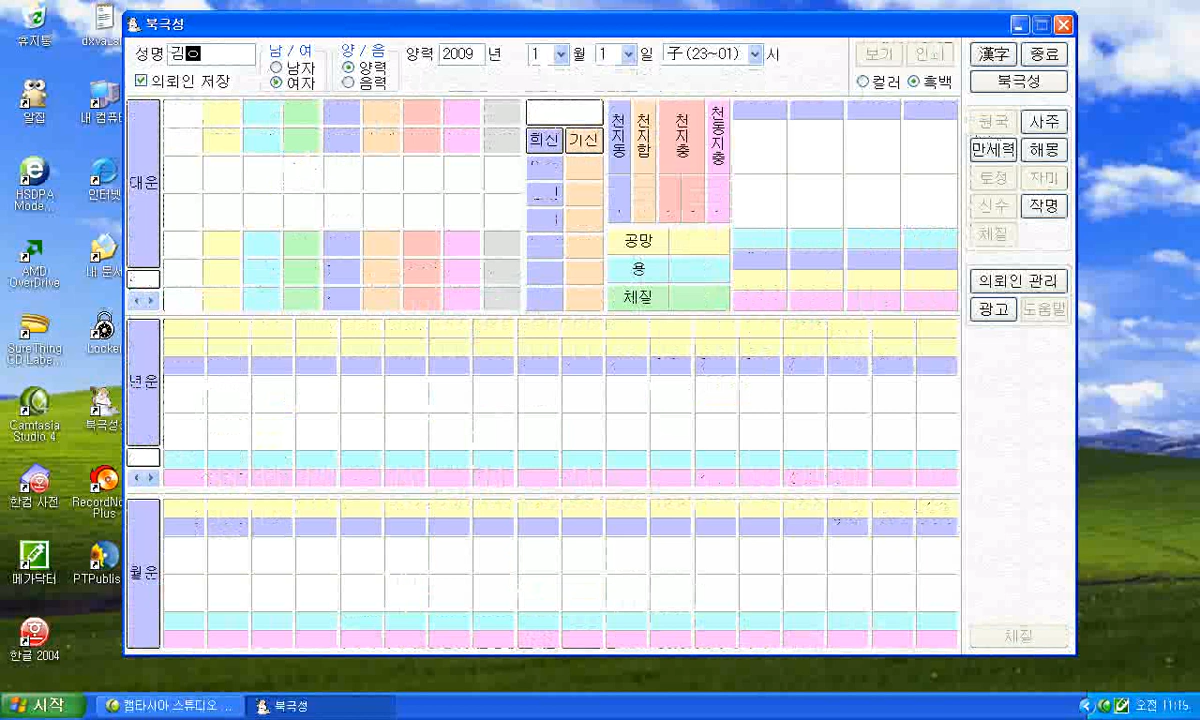 휴지통
알집
내 컴퓨터
HSDPA
Mode...
인터넷
AMD
OverDrive
내 문서
SureThing
CD Labe...
Locker
Camtasia
Studio 4
북극성
한컴 사전
RecordNo
Plus
메가닥터
PTPublis
한글 2004
북극성
성명 김ㅇ 남 / 여 양 / 음 양력 2009 년 1 월 1 일 子 (23~01) 시 보기 인쇄 漢字 종료
의뢰인 저장 남자 양력 컬러 흑백 북극성
여자 음력
원국 사주
만세력 해몽
토정 자미
신수 작명
체질
의뢰인 관리
광고 도움말
대운
희신 기신
천지동 천지합 천지충 천동지충
공망
용
체질
년운
월운
체질
시작 캡타시아 스튜디오 ... 북극성 오전 11:15